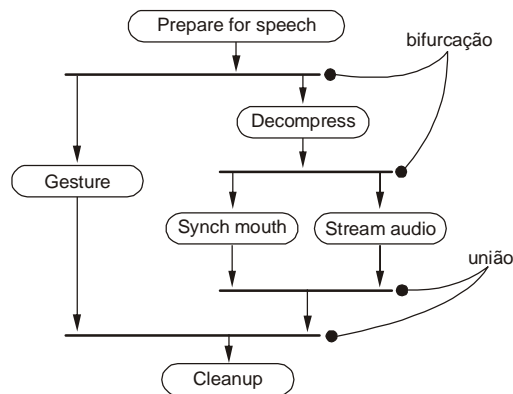 Prepare for speech
bifurcação
Decompress
Gesture
Synch mouth
Stream audio
união
Cleanup